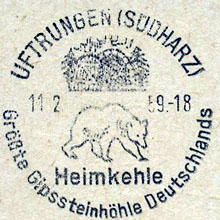 UFTRUNGEN (SÜDHARZ)
11 2 59.-18
Heimkehle
Größte Gipssteinhöhle Deutschlands